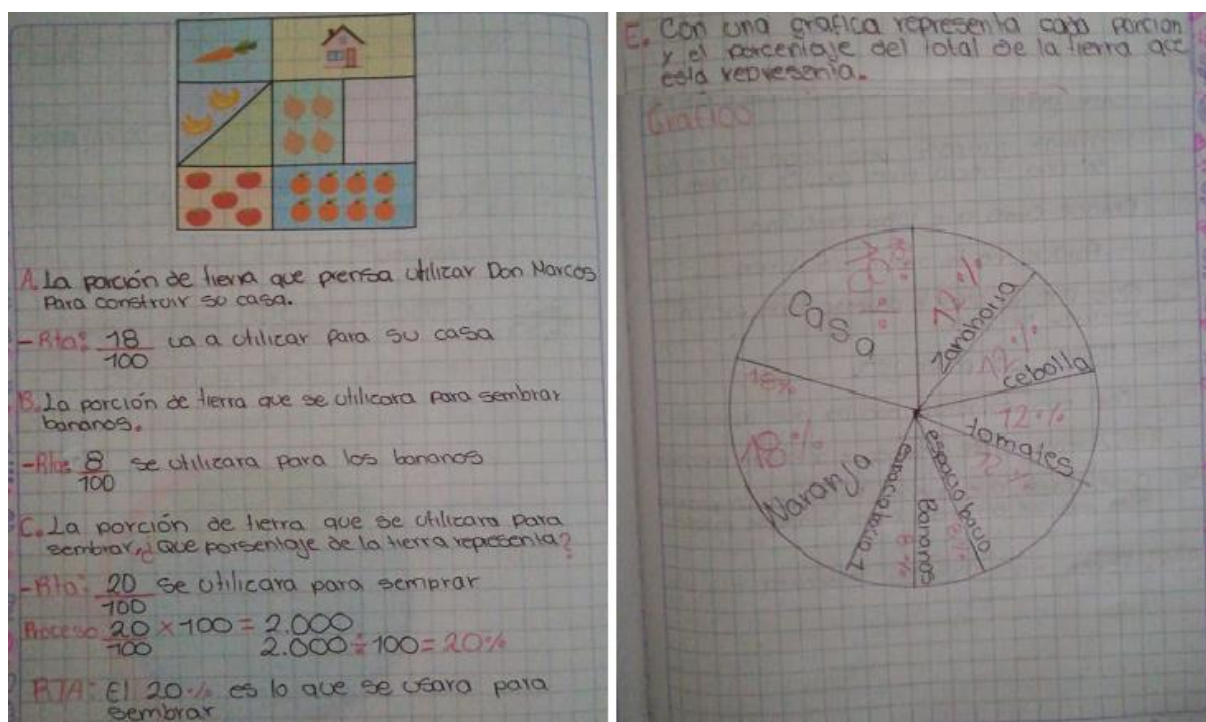 A. La porción de tierra que piensa utilizar Don Marcos
Para construir su casa.
-Rta: 18/100 va a utilizar para su casa
B. La porción de tierra que se utilizara para sembrar
bananos.
-Rta: 8/100 se utilizara para los bananos
C. La porción de tierra que se utilizara para
sembrar, ¿Que porsentaje de la tierra representa?
-Rta: 20/100 se utilizara para semprar
Proceso 20/100 × 100 = 2.000
2.000 ÷ 100 = 20%
RTA: El 20% es lo que se usara para
sembrar
E. Con una grafica representa cada porcion
y el porcentaje del total de la tierra que
esta representa.
Grafico
Casa
12%
Zanahoria
12%
cebolla
12%
tomates
12%
espacio bacio
8%
Bananos
8%
espacio bacio 1
Naranja
18%
18%